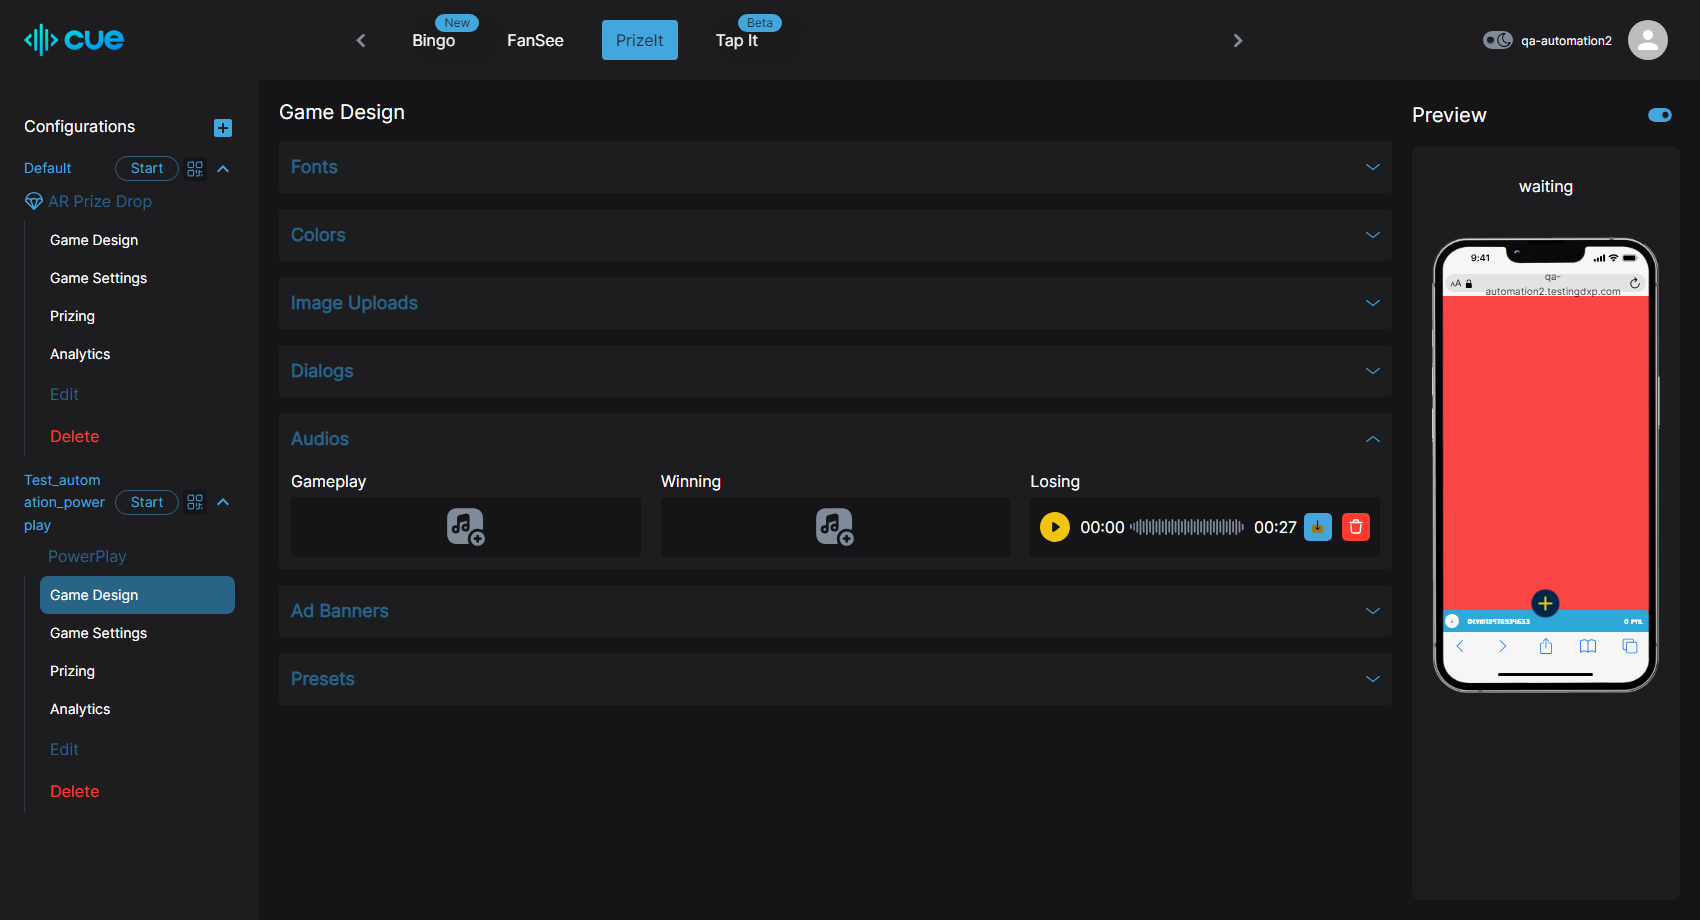 cue
New
Bingo
FanSee
PrizeIt
Beta
Tap It
qa-automation2
Configurations
Default
Start
AR Prize Drop
Game Design
Game Settings
Prizing
Analytics
Edit
Delete
Test_autom
ation_power
play
Start
PowerPlay
Game Design
Game Settings
Prizing
Analytics
Edit
Delete
Game Design
Fonts
Colors
Image Uploads
Dialogs
Audios
Gameplay
Winning
Losing
00:00
00:27
Ad Banners
Presets
Preview
waiting
9:41
AA
qa-
automation2.testingdxp.com
0 PTS.